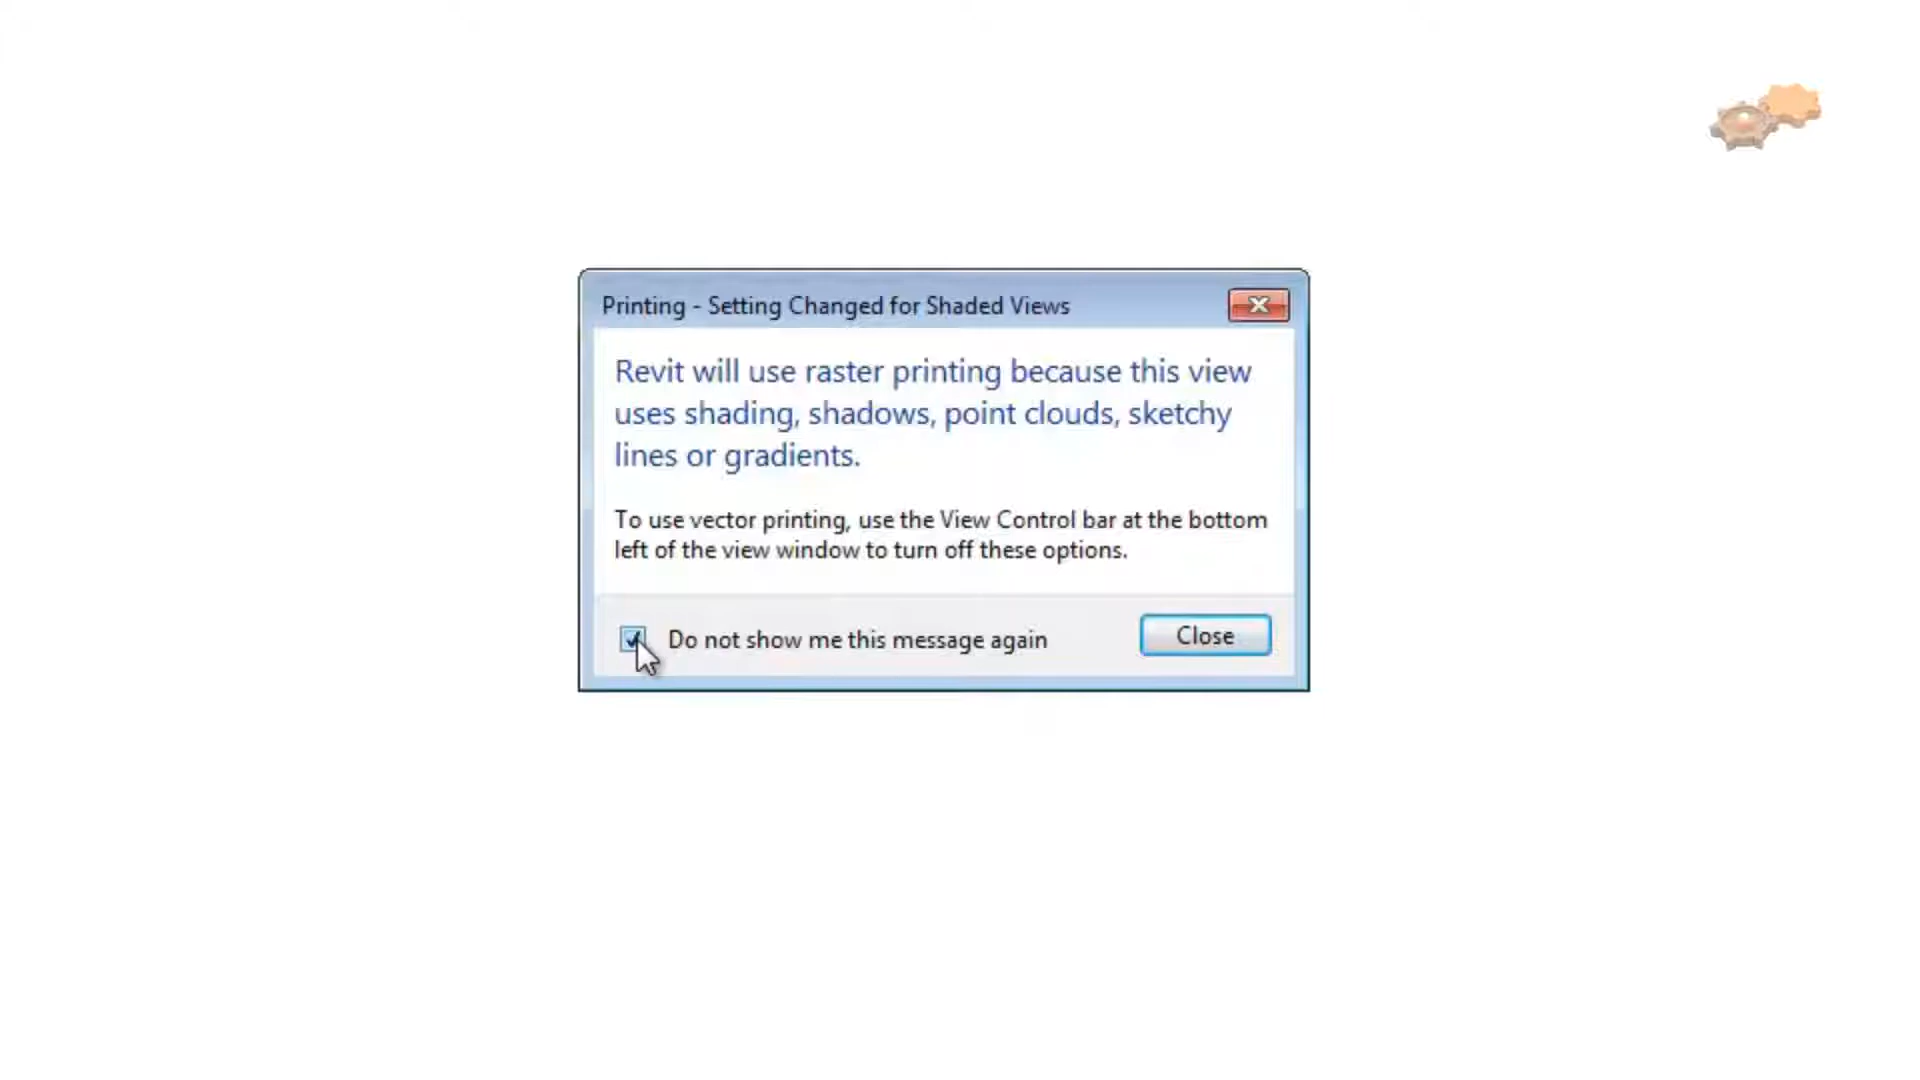 Printing - Setting Changed for Shaded Views
Revit will use raster printing because this view
uses shading, shadows, point clouds, sketchy
lines or gradients.
To use vector printing, use the View Control bar at the bottom
left of the view window to turn off these options.
Do not show me this message again
Close